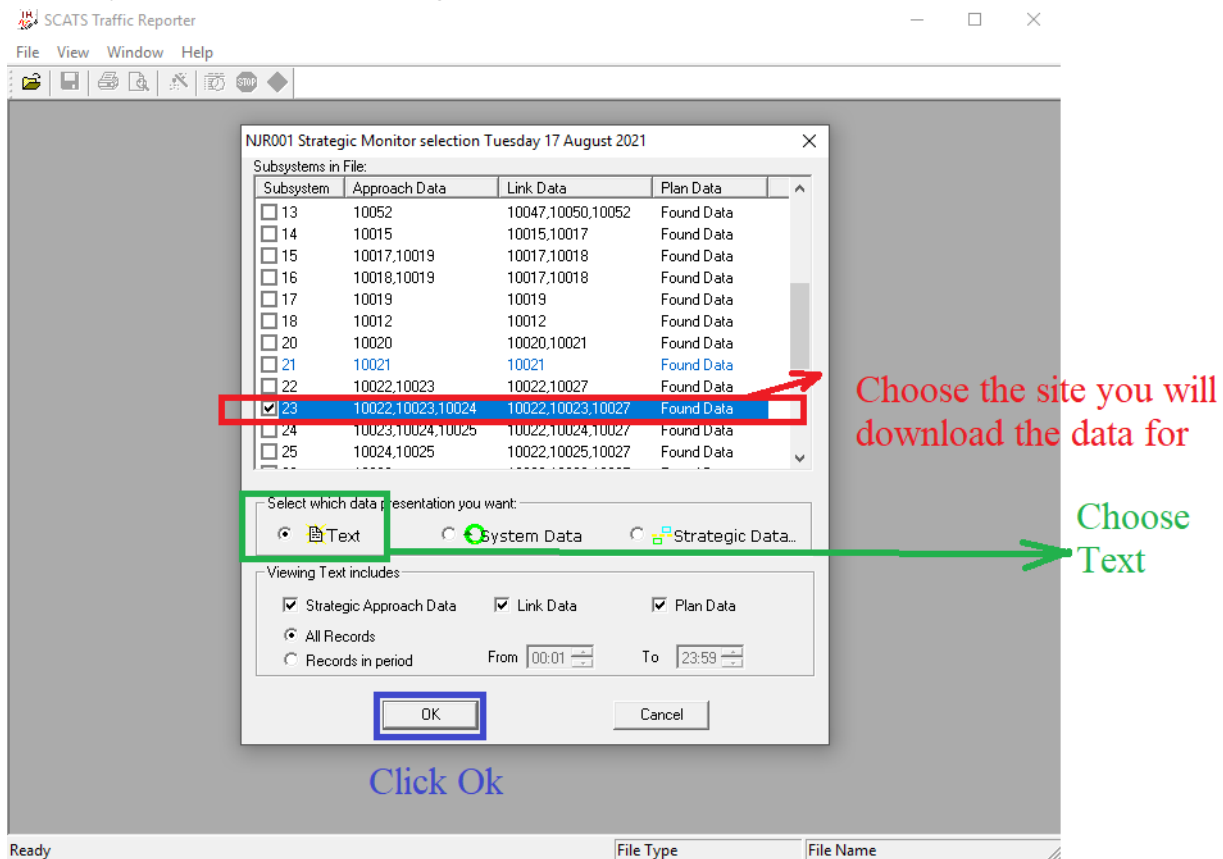 SCATS Traffic Reporter
File View Window Help
STOP
NJR001 Strategic Monitor selection Tuesday 17 August 2021
Subsystems in File:
Subsystem Approach Data Link Data Plan Data
13 10052 10047,10050,10052 Found Data
14 10015 10015,10017 Found Data
15 10017,10019 10017,10018 Found Data
16 10018,10019 10017,10018 Found Data
17 10019 10019 Found Data
18 10012 10012 Found Data
20 10020 10020,10021 Found Data
21 10021 10021 Found Data
22 10022,10023 10022,10027 Found Data
23 10022,10023,10024 10022,10023,10027 Found Data
24 10023,10024,10025 10022,10024,10027 Found Data
25 10024,10025 10022,10025,10027 Found Data
Choose the site you will
download the data for
Select which data presentation you want:
Text System Data Strategic Data...
Choose
Text
Viewing Text includes
Strategic Approach Data Link Data Plan Data
All Records
Records in period From 00:01 To 23:59
OK Cancel
Click Ok
Ready File Type File Name